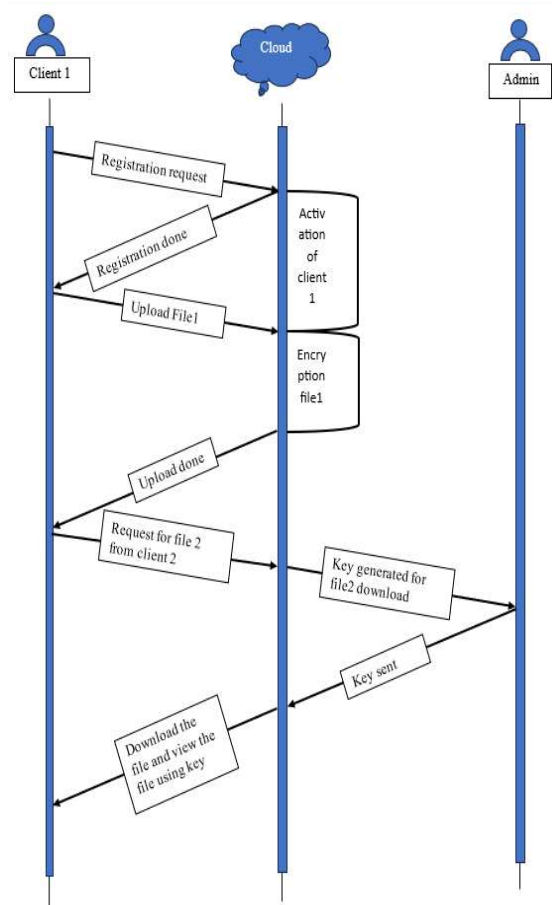 Client 1
Cloud
Admin
Registration request
Activ
ation
of
client
1
Registration done
Upload File1
Encry
ption
file1
Upload done
Request for file 2
from client 2
Key generated for
file2 download
Key sent
Download the
file and view the
file using key